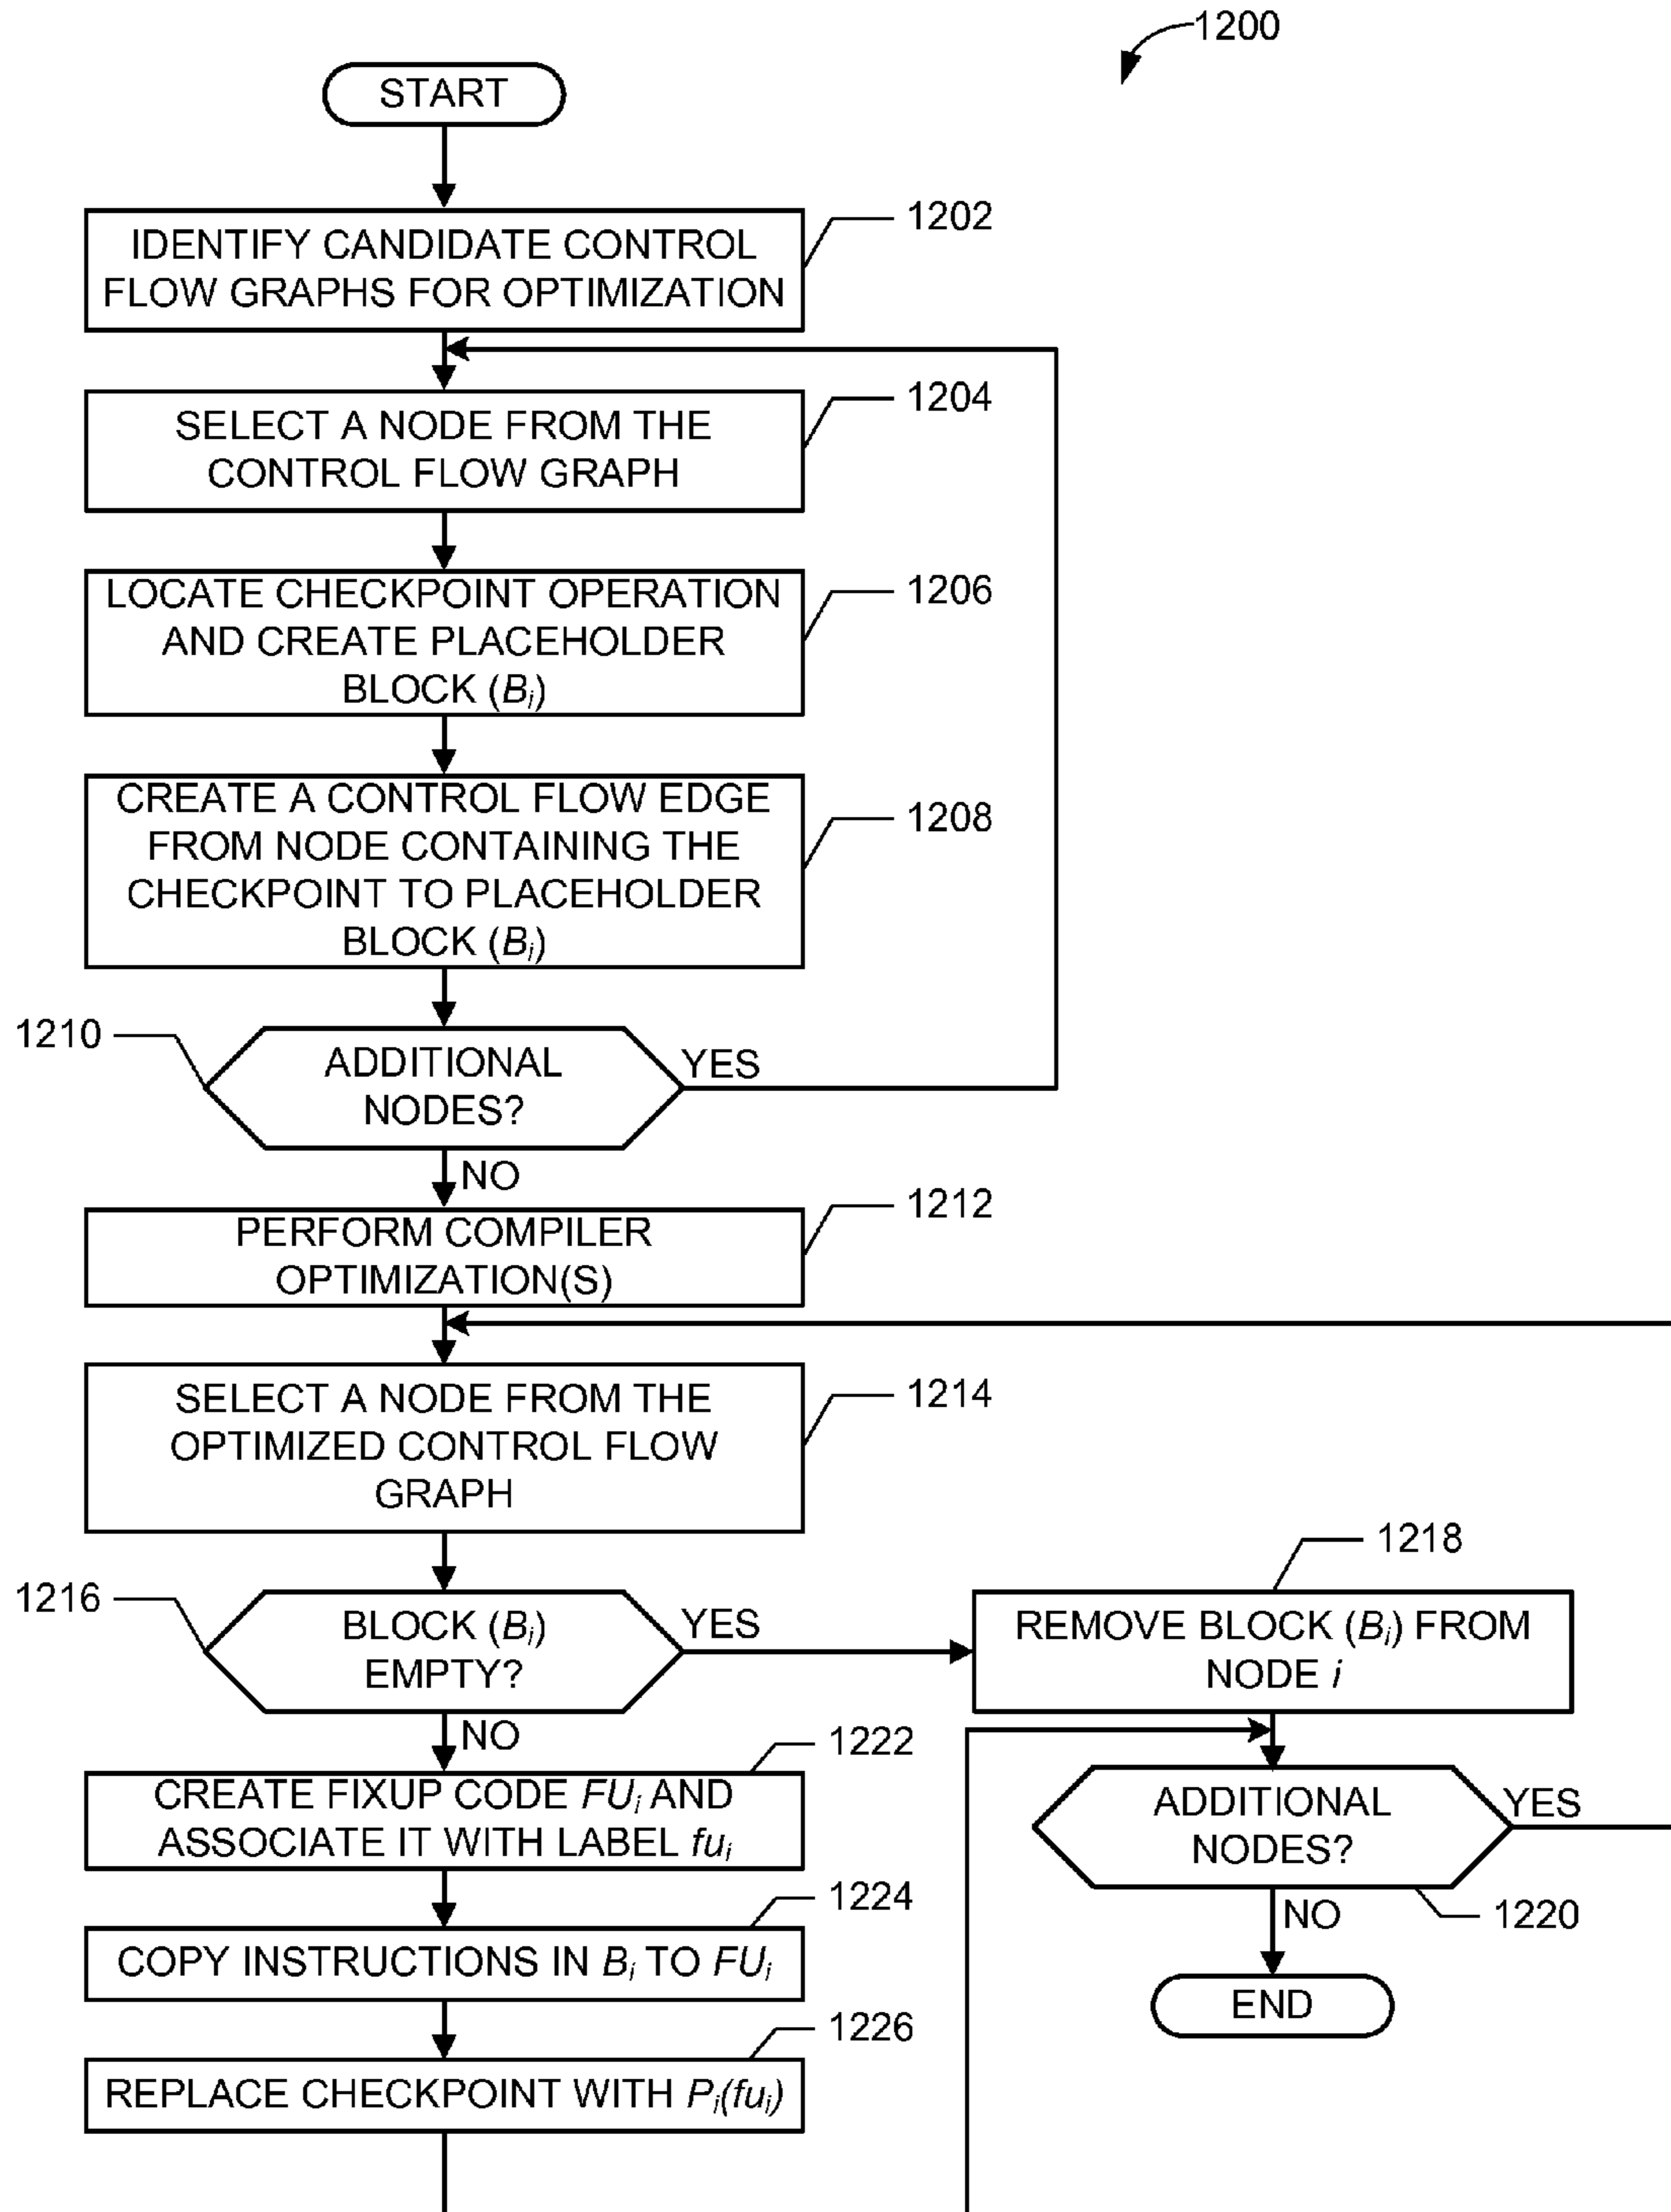 1200
START
1202
IDENTIFY CANDIDATE CONTROL
FLOW GRAPHS FOR OPTIMIZATION
1204
SELECT A NODE FROM THE
CONTROL FLOW GRAPH
1206
LOCATE CHECKPOINT OPERATION
AND CREATE PLACEHOLDER
BLOCK (Bi)
1208
CREATE A CONTROL FLOW EDGE
FROM NODE CONTAINING THE
CHECKPOINT TO PLACEHOLDER
BLOCK (Bi)
1210
ADDITIONAL
NODES?
YES
NO
1212
PERFORM COMPILER
OPTIMIZATION(S)
1214
SELECT A NODE FROM THE
OPTIMIZED CONTROL FLOW
GRAPH
1216
BLOCK (Bi)
EMPTY?
YES
NO
1218
REMOVE BLOCK (Bi) FROM
NODE i
1222
CREATE FIXUP CODE FUi AND
ASSOCIATE IT WITH LABEL fui
ADDITIONAL
NODES?
YES
NO
1220
END
1224
COPY INSTRUCTIONS IN Bi TO FUi
1226
REPLACE CHECKPOINT WITH Pi(fui)